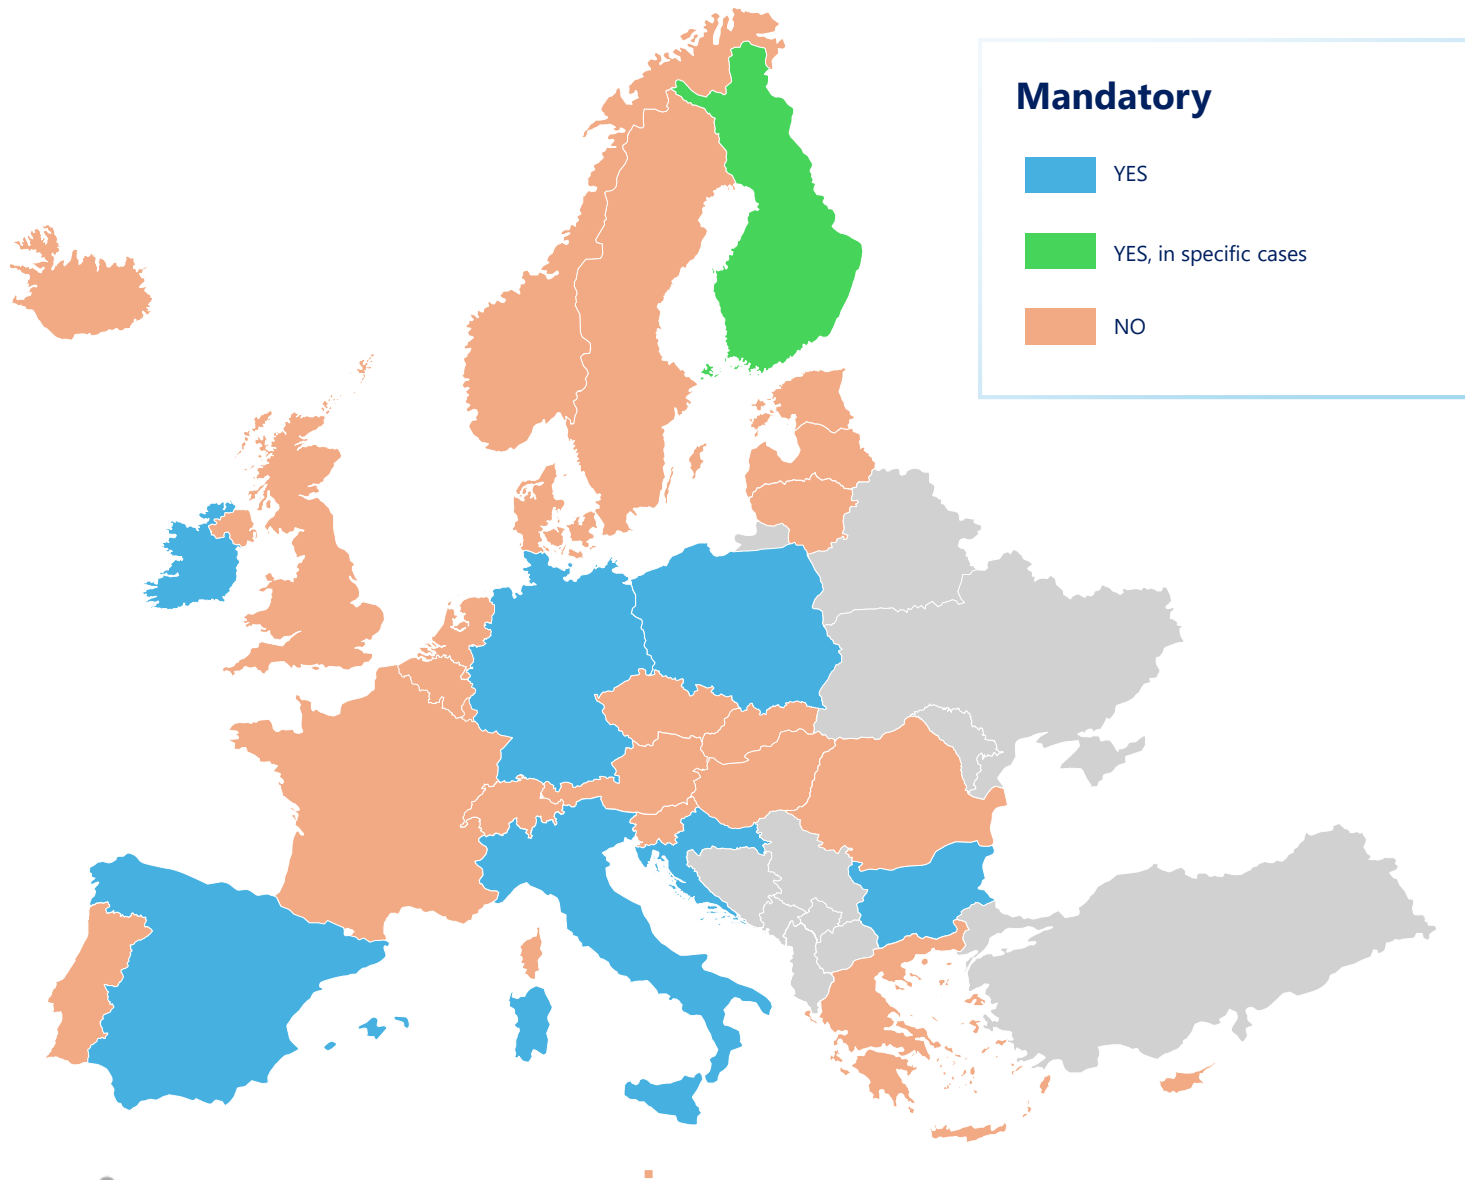 Mandatory
YES
YES, in specific cases
NO